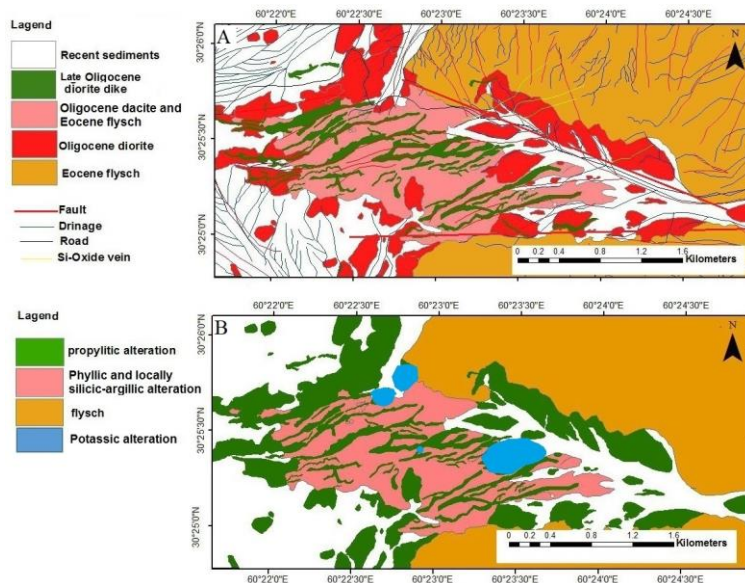 60°22'0"E 60°22'30"E 60°23'0"E 60°23'30"E 60°24'0"E 60°24'30"E
Lagend
A
N
Recent sediments
Late Oligocene
diorite dike
Oligocene dacite and
Eocene flysch
Oligocene diorite
Eocene flysch
Fault
Drinage
Road
Si-Oxide vein
30°26'0"N
30°25'30"N
30°25'0"N
0 0.2 0.4 0.8 1.2 1.6
Kilometers
60°22'0"E 60°22'30"E 60°23'0"E 60°23'30"E 60°24'0"E 60°24'30"E
Lagend
B
N
propylitic alteration
Phyllic and locally
silicic-argillic alteration
flysch
Potassic alteration
30°26'0"N
30°25'30"N
30°25'0"N
0 0.2 0.4 0.8 1.2 1.6
Kilometers
60°22'0"E 60°22'30"E 60°23'0"E 60°23'30"E 60°24'0"E 60°24'30"E